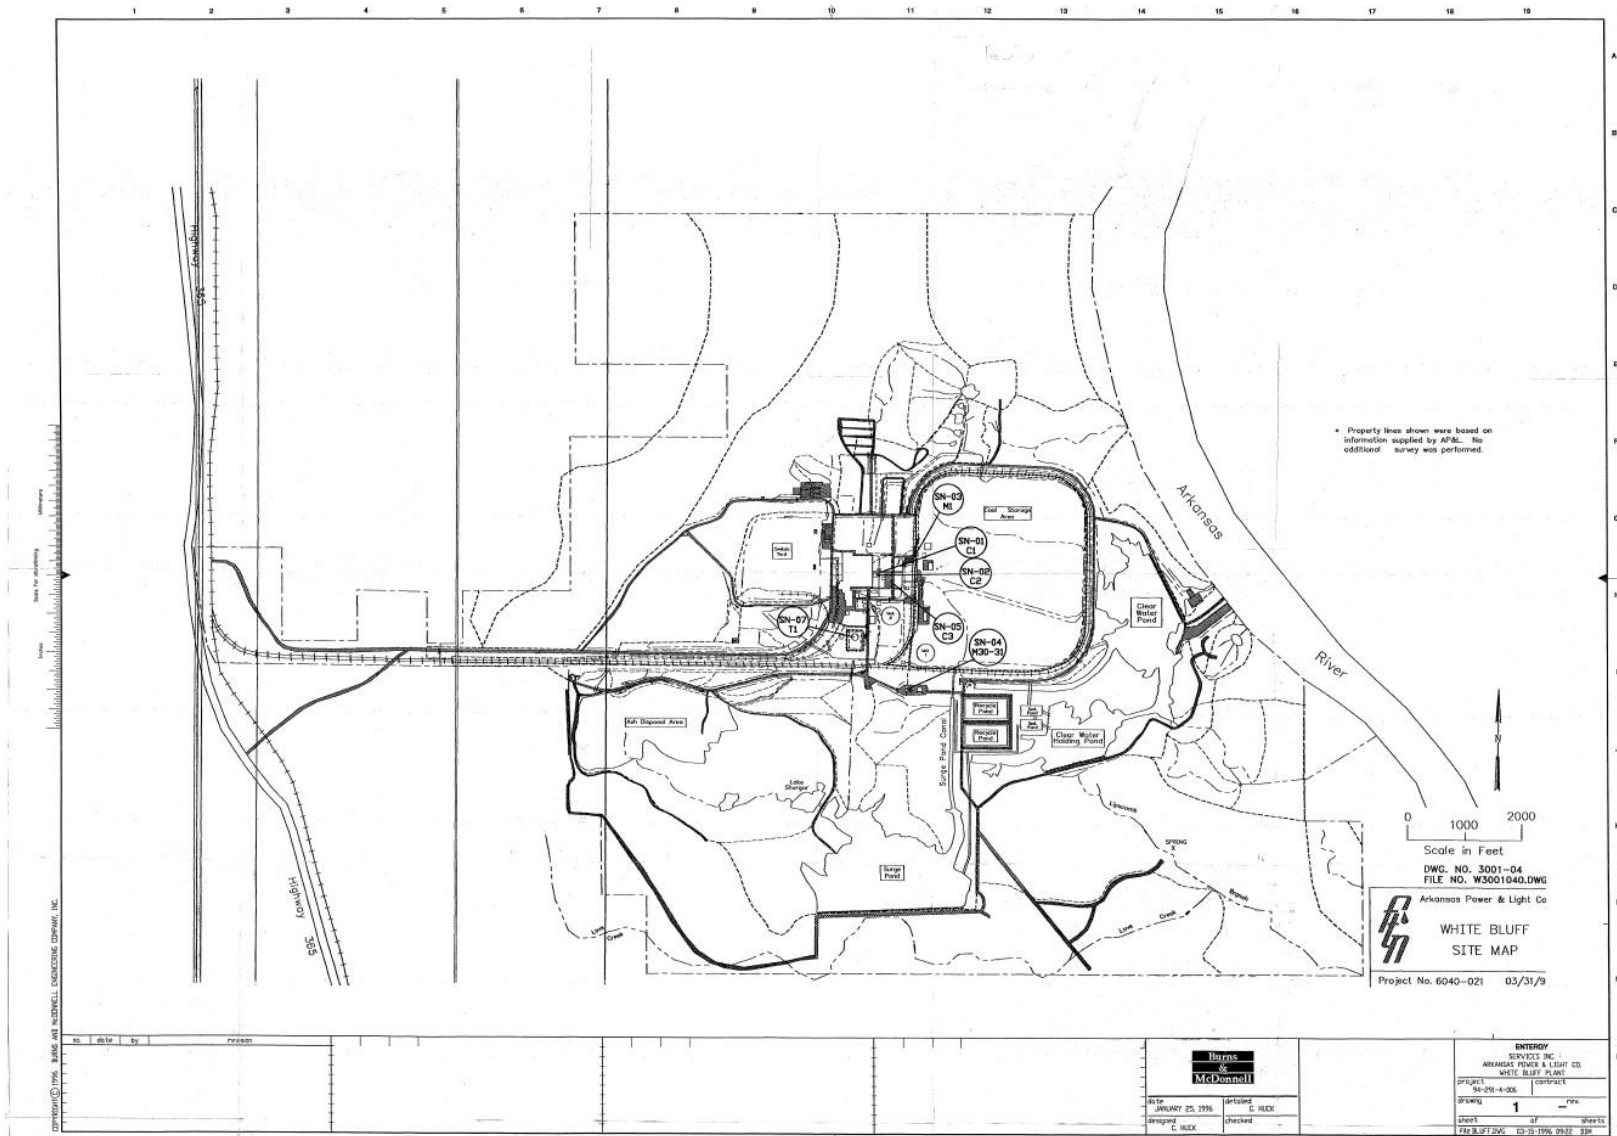 1 2 3 4 5 6 7 8 9 10 11 12 13 14 15 16 17 18 19
A
B
C
D
E
F
G
H
Highway
365
* Property lines shown were based on
information supplied by AP&L. No
additional survey was performed.
Arkansas
River
SN-03
M1
Coal Storage
Area
SN-01
C1
SN-02
C2
Switch
Yard
SN-07
T1
SN-05
C3
SN-04
M30-31
Clear
Water
Pond
Ash Disposal Area
Recycle
Pond
Recycle
Pond
Clear Water
Holding Pond
Surge Pond Canal
Lake
Surge
Pond
SPRING
X
Love
Creek
Love Creek
Highway
365
N
0 1000 2000
Scale in Feet
DWG. NO. 3001-04
FILE NO. W3001040.DWG
Arkansas Power & Light Co
WHITE BLUFF
SITE MAP
Project No. 6040-021 03/31/9
COPYRIGHT © 1996 BURNS AND McDONNELL ENGINEERING COMPANY, INC.
no. date by revision
Burns
&
McDonnell
date
JANUARY 25, 1996
detailed
C. HUCK
designed
C. HUCK
checked
ENTERGY
SERVICES INC.
ARKANSAS POWER & LIGHT CO.
WHITE BLUFF PLANT
project
94-291-4-006
contract
drawing
1
rev.
sheet of sheets